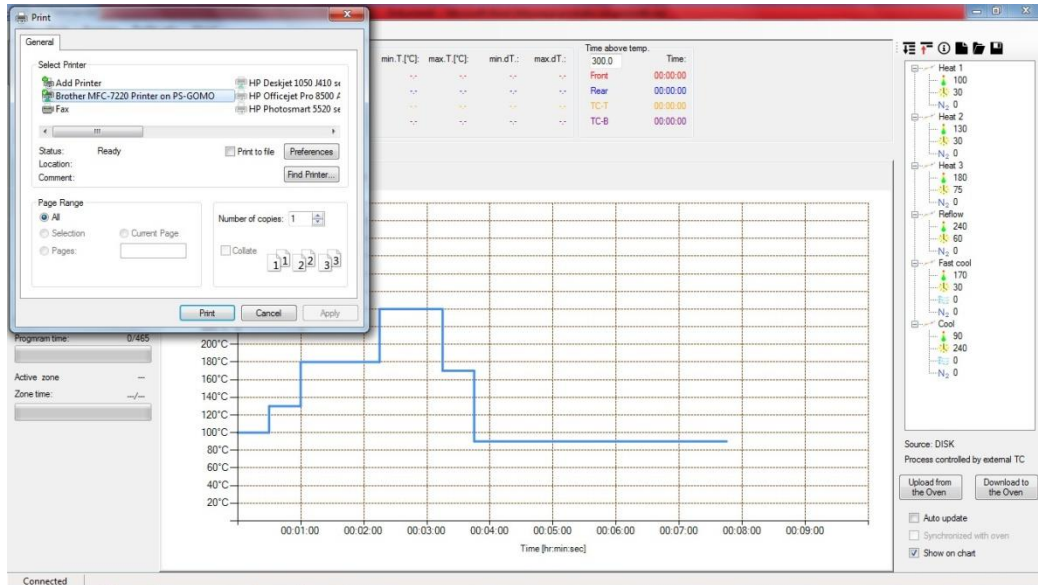 Print
General
Select Printer
Add Printer
Brother MFC-7220 Printer on PS-GOMO
Fax
HP Deskjet 1050 J410 se
HP Officejet Pro 8500 A
HP Photosmart 5520 se
Status: Ready
Location:
Comment:
Print to file
Preferences
Find Printer...
Page Range
All
Selection
Current Page
Pages:
Number of copies: 1
Collate
11 22 33
Print
Cancel
Apply
min.T.[°C]: max.T.[°C]: min.dT.: max.dT.:
Time above temp.
300.0 Time:
-.- -.- -.- -.- Front 00:00:00
-.- -.- -.- -.- Rear 00:00:00
-.- -.- -.- -.- TC-T 00:00:00
-.- -.- -.- -.- TC-B 00:00:00
Progmram time: 0/465
Active zone —
Zone time: —/—
200°C
180°C
160°C
140°C
120°C
100°C
80°C
60°C
40°C
20°C
00:01:00 00:02:00 00:03:00 00:04:00 00:05:00 00:06:00 00:07:00 00:08:00 00:09:00
Time [hr:min:sec]
Heat 1
100
30
N₂ 0
Heat 2
130
30
N₂ 0
Heat 3
180
75
N₂ 0
Reflow
240
60
N₂ 0
Fast cool
170
30
0
N₂ 0
Cool
90
240
0
N₂ 0
Source: DISK
Process controlled by external TC
Upload from
the Oven
Download to
the Oven
Auto update
Synchronized with oven
Show on chart
Connected